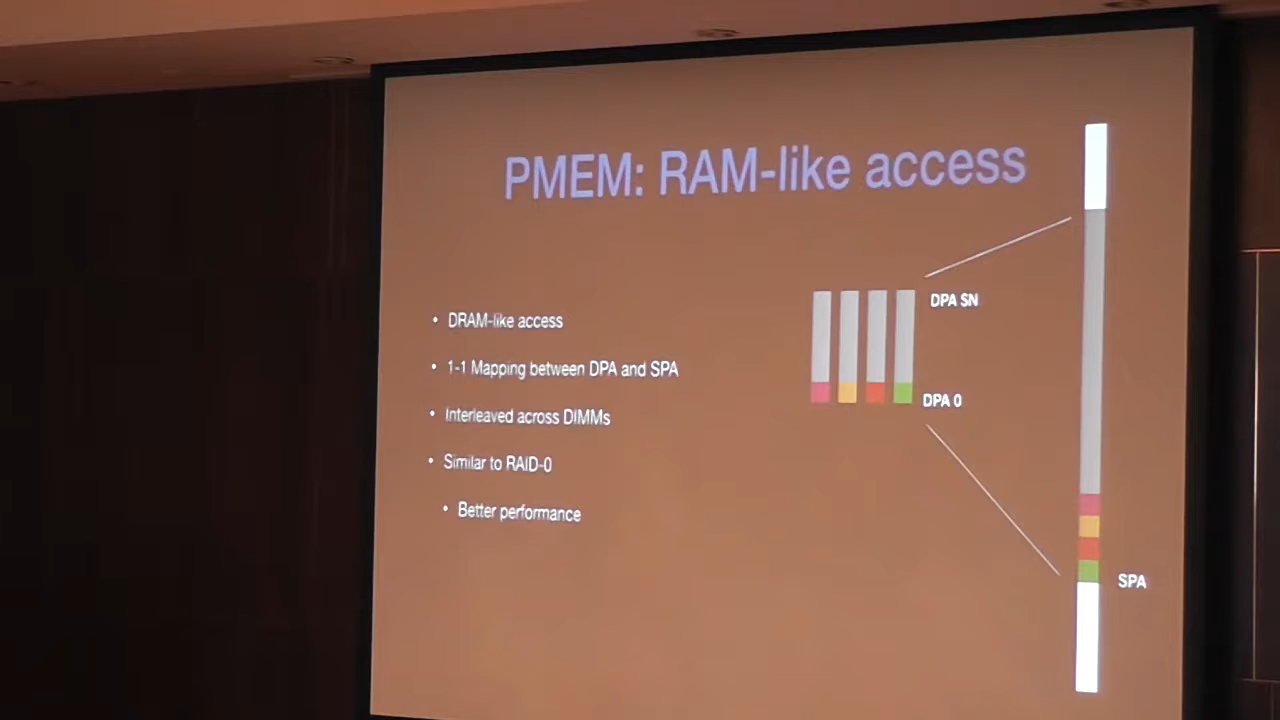 PMEM: RAM-like access
• DRAM-like access
• 1-1 Mapping between DPA and SPA
• Interleaved across DIMMs
• Similar to RAID-0
• Better performance
DPA $N
DPA 0
SPA